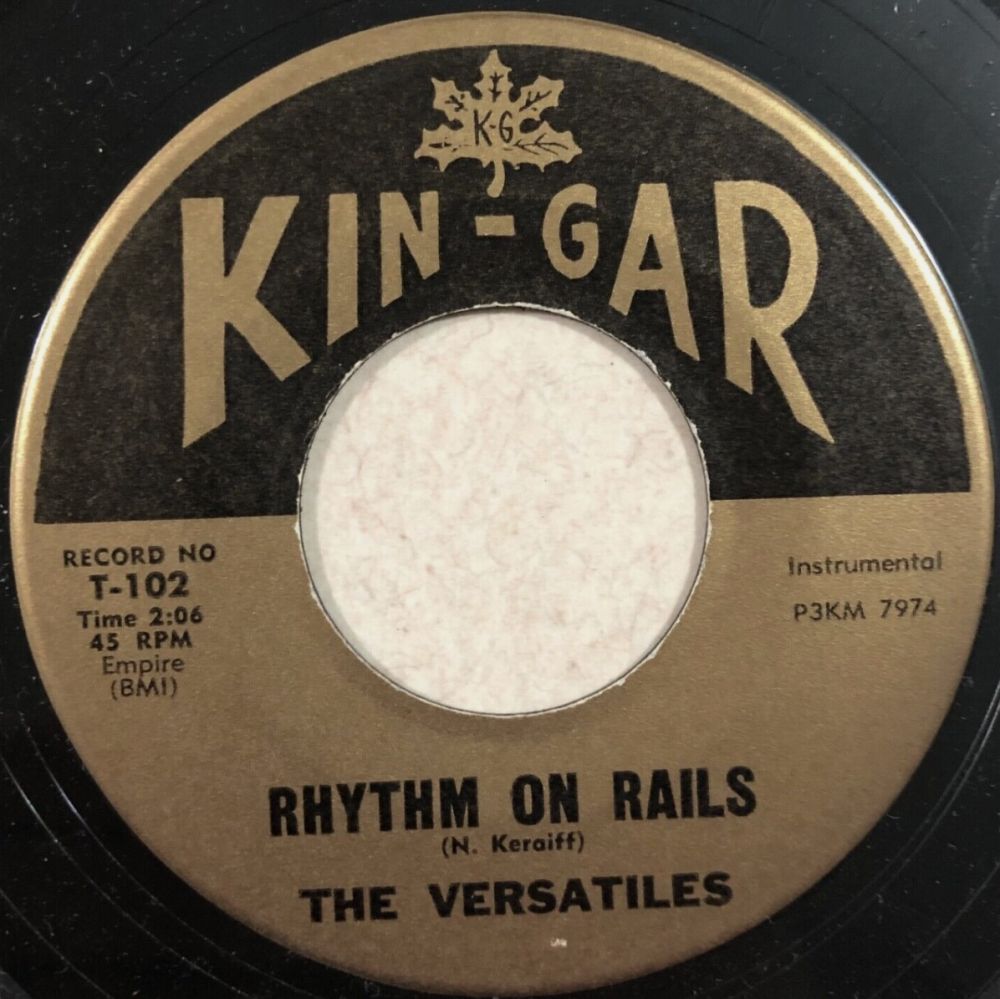 K-G
KIN-GAR
RECORD NO
T-102
Time 2:06
45 RPM
Empire
(BMI)
Instrumental
P3KM 7974
RHYTHM ON RAILS
(N. Keraiff)
THE VERSATILES